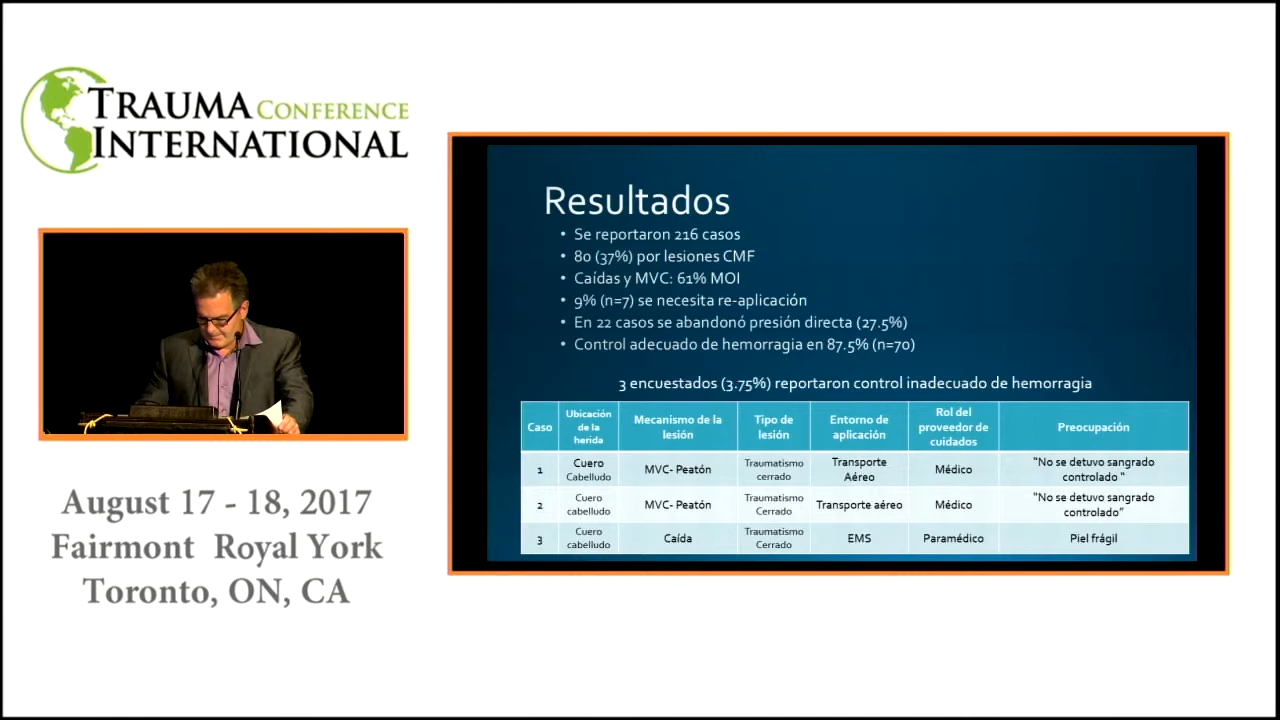 TRAUMA CONFERENCE
INTERNATIONAL
August 17 - 18, 2017
Fairmont Royal York
Toronto, ON, CA
Resultados
• Se reportaron 216 casos
• 80 (37%) por lesiones CMF
• Caídas y MVC: 61% MOI
• 9% (n=7) se necesita re-aplicación
• En 22 casos se abandonó presión directa (27.5%)
• Control adecuado de hemorragia en 87.5% (n=70)
3 encuestados (3.75%) reportaron control inadecuado de hemorragia
Caso
Ubicación
de la
herida
Mecanismo de la
lesión
Tipo de
lesión
Entorno de
aplicación
Rol del
proveedor de
cuidados
Preocupación
1
Cuero
Cabelludo
MVC- Peatón
Traumatismo
cerrado
Transporte
Aéreo
Médico
"No se detuvo sangrado
controlado "
2
Cuero
cabelludo
MVC- Peatón
Traumatismo
Cerrado
Transporte aéreo
Médico
"No se detuvo sangrado
controlado"
3
Cuero
cabelludo
Caída
Traumatismo
Cerrado
EMS
Paramédico
Piel frágil